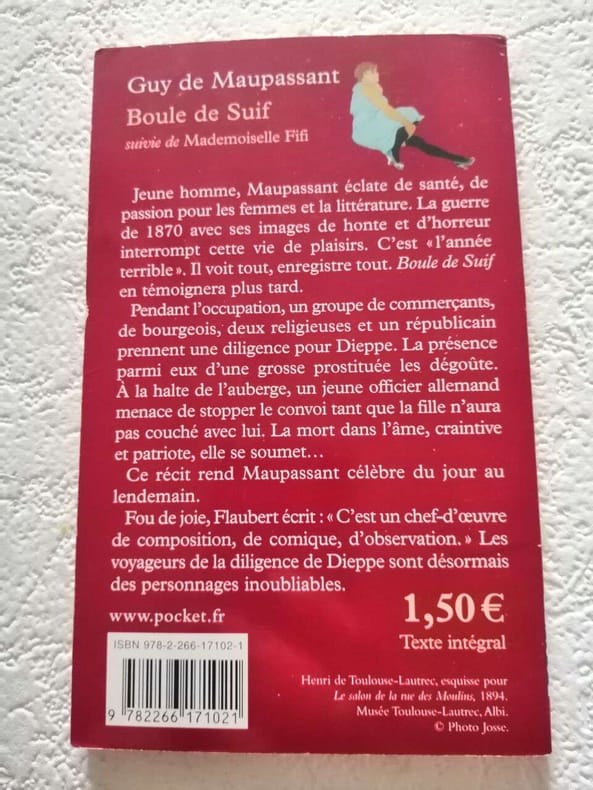 Guy de Maupassant
Boule de Suif
suivie de Mademoiselle Fifi
Jeune homme, Maupassant éclate de santé, de
passion pour les femmes et la littérature. La guerre
de 1870 avec ses images de honte et d'horreur
interrompt cette vie de plaisirs. C'est «l'année
terrible». Il voit tout, enregistre tout. Boule de Suif
en témoignera plus tard.
Pendant l'occupation, un groupe de commerçants,
de bourgeois, deux religieuses et un républicain
prennent une diligence pour Dieppe. La présence
parmi eux d'une grosse prostituée les dégoûte.
À la halte de l'auberge, un jeune officier allemand
menace de stopper le convoi tant que la fille n'aura
pas couché avec lui. La mort dans l'âme, craintive
et patriote, elle se soumet…
Ce récit rend Maupassant célèbre du jour au
lendemain.
Fou de joie, Flaubert écrit : « C'est un chef-d'œuvre
de composition, de comique, d'observation. » Les
voyageurs de la diligence de Dieppe sont désormais
des personnages inoubliables.
www.pocket.fr
1,50 €
Texte intégral
ISBN 978-2-266-17102-1
9 782266 171021
Henri de Toulouse-Lautrec, esquisse pour
Le salon de la rue des Moulins, 1894.
Musée Toulouse-Lautrec, Albi.
© Photo Josse.